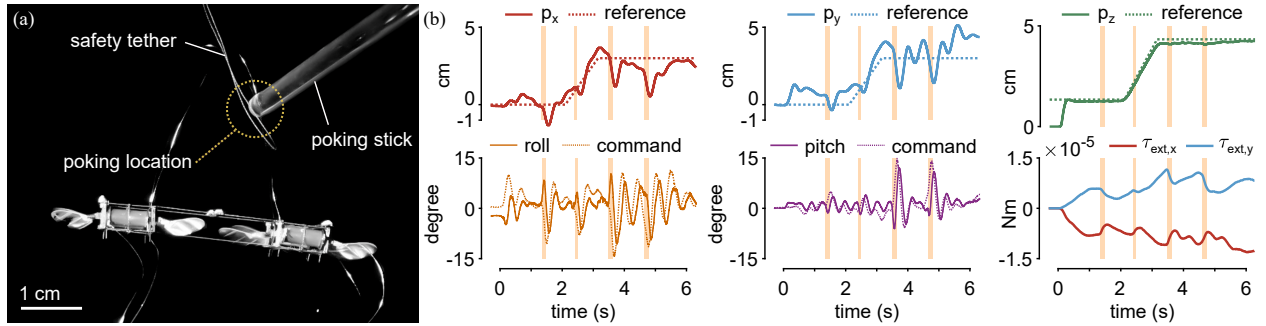 (a)
safety tether
poking stick
poking location
1 cm
(b)
p_x reference
5
cm
0
-1
p_y reference
5
cm
0
-1
p_z reference
5
cm
0
roll command
15
degree
0
-15
0 2 4 6
time (s)
pitch command
15
degree
0
-15
0 2 4 6
time (s)
× 10^-5 τ_ext,x τ_ext,y
1.5
Nm
0
-1.5
0 2 4 6
time (s)